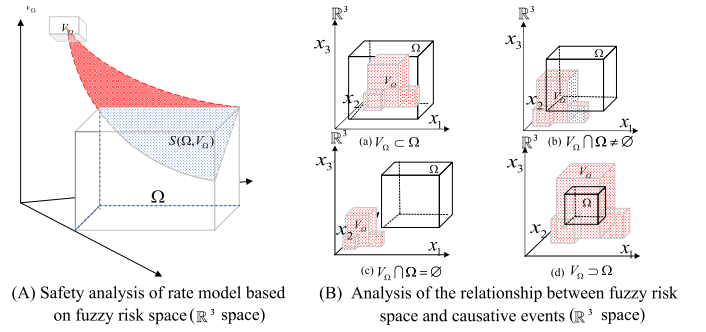 V_Ω
V_Ω
S(Ω,V_Ω)
Ω
(A) Safety analysis of rate model based
on fuzzy risk space(ℝ³ space)
ℝ³
x₃
Ω
V_Ω
x₂
x₁
(a) V_Ω ⊂ Ω
ℝ³
x₃
Ω
V_Ω
x₂
x₁
(b) V_Ω ⋂ Ω ≠ ∅
ℝ³
x₃
Ω
V_Ω
x₂
x₁
(c) V_Ω ⋂ Ω = ∅
ℝ³
x₃
V_Ω
Ω
x₂
x₁
(d) V_Ω ⊃ Ω
(B) Analysis of the relationship between fuzzy risk
space and causative events (ℝ³ space)